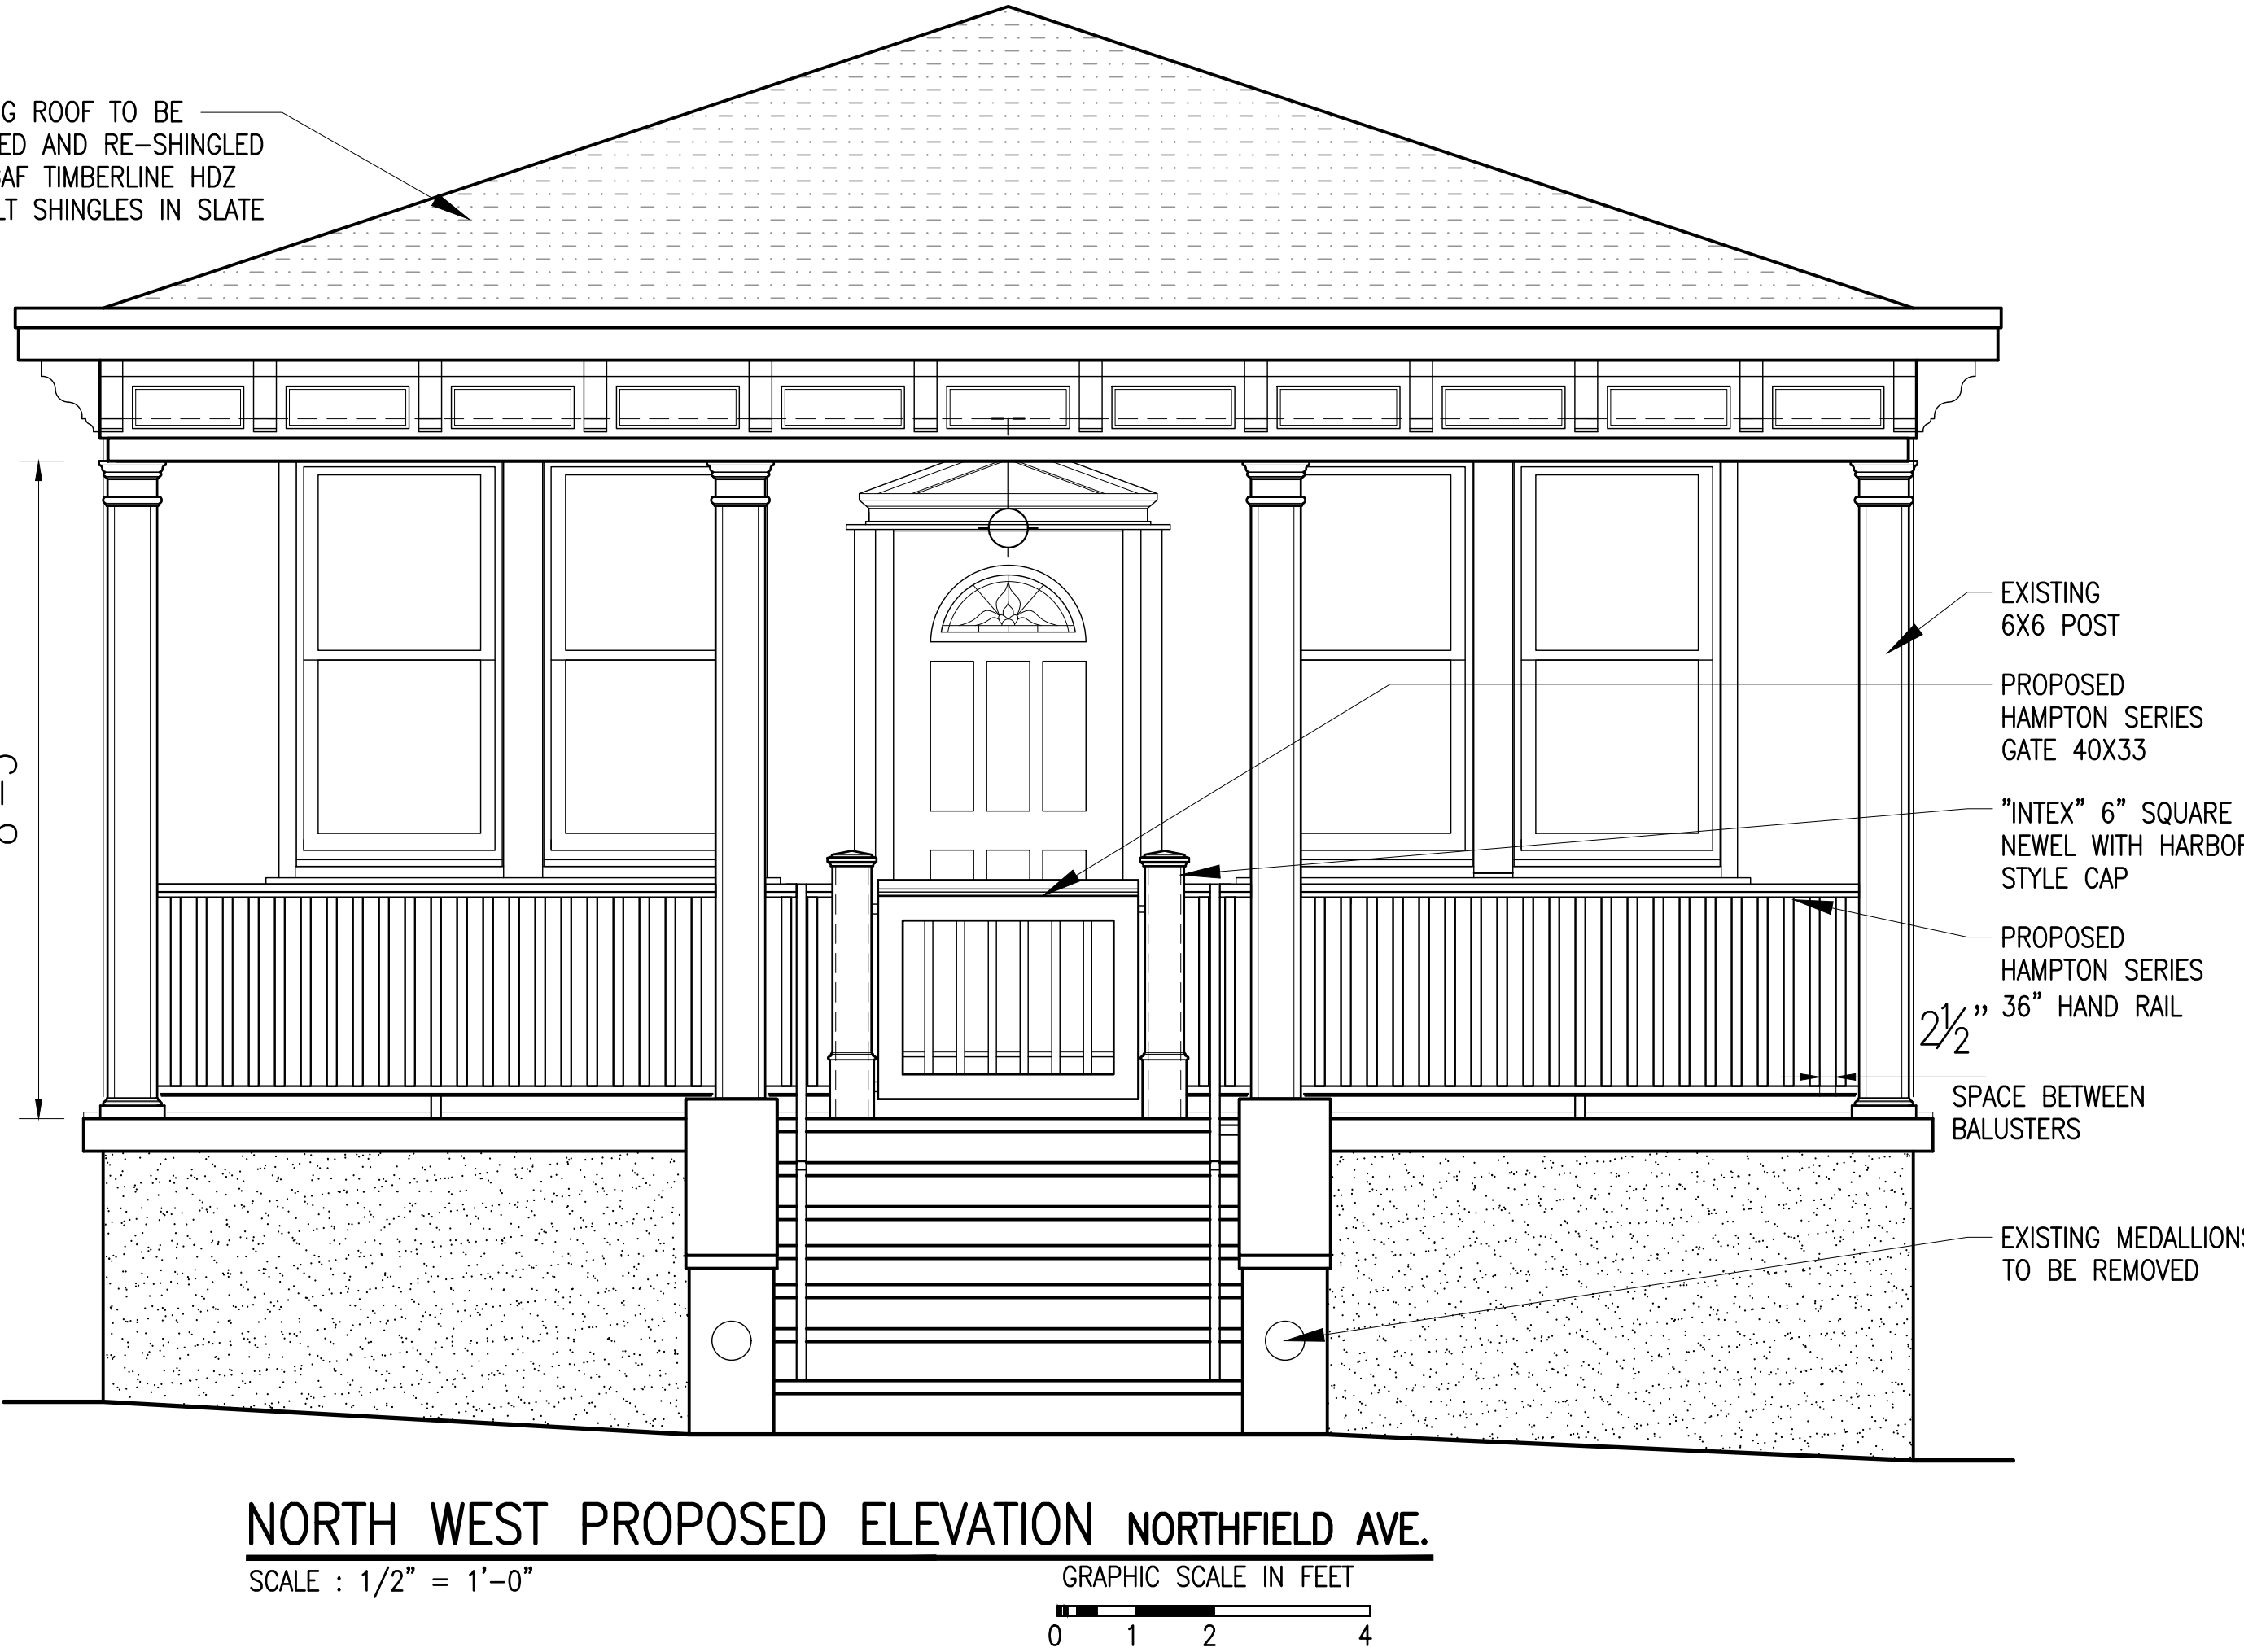 G ROOF TO BE
ED AND RE-SHINGLED
GAF TIMBERLINE HDZ
LT SHINGLES IN SLATE
EXISTING
6X6 POST
PROPOSED
HAMPTON SERIES
GATE 40X33
"INTEX" 6" SQUARE
NEWEL WITH HARBOR
STYLE CAP
PROPOSED
HAMPTON SERIES
36" HAND RAIL
2½"
SPACE BETWEEN
BALUSTERS
EXISTING MEDALLIONS
TO BE REMOVED
NORTH WEST PROPOSED ELEVATION NORTHFIELD AVE.
SCALE : 1/2" = 1'-0"
GRAPHIC SCALE IN FEET
0 1 2 4